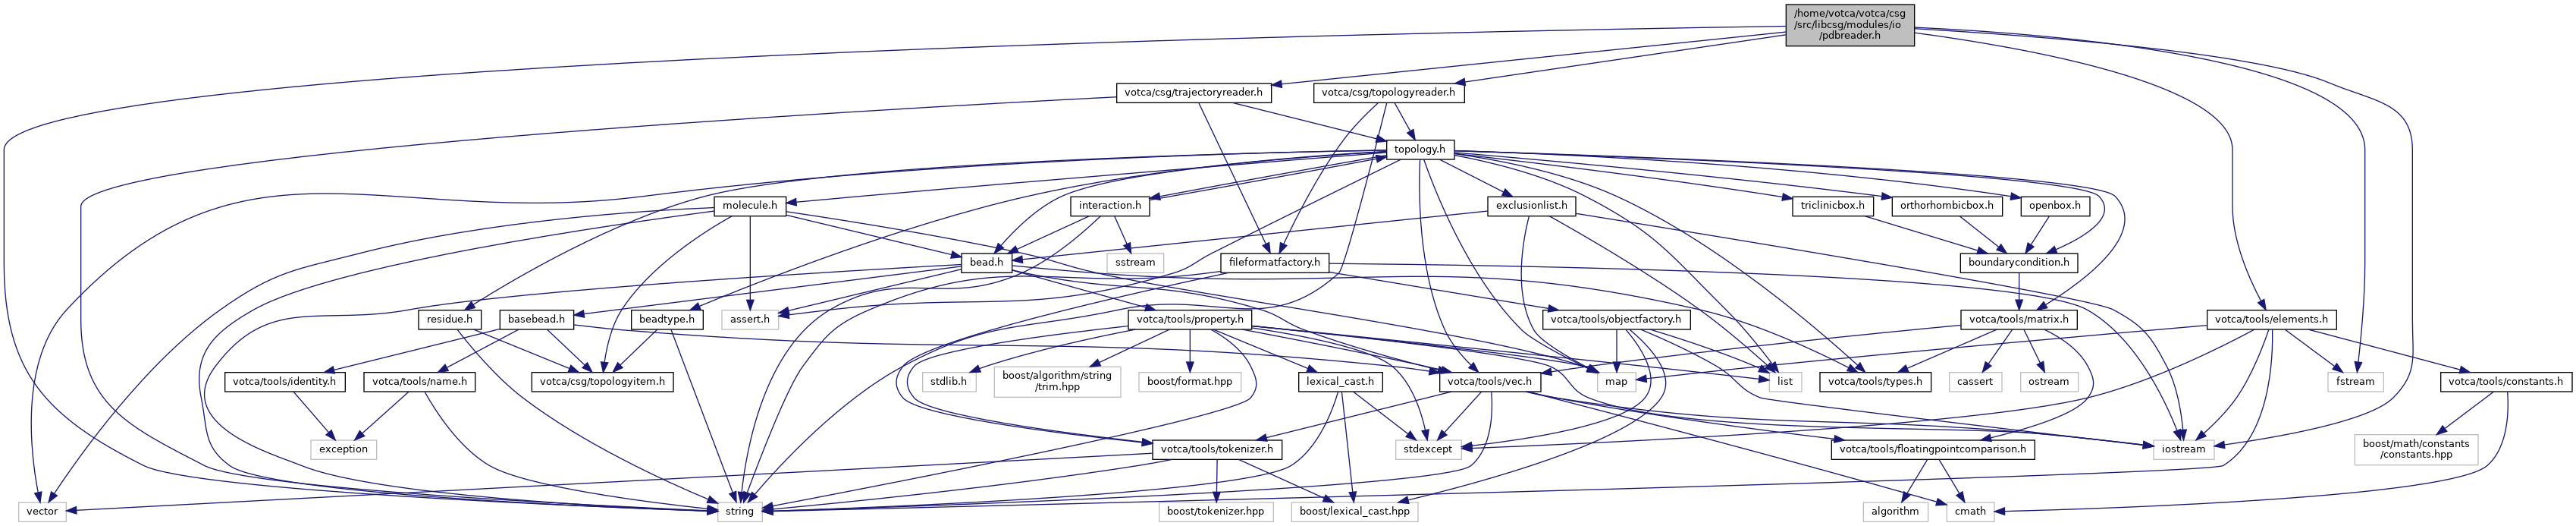 /home/votca/votca/csg
/src/libcsg/modules/io
/pdbreader.h
votca/csg/trajectoryreader.h
votca/csg/topologyreader.h
topology.h
molecule.h
interaction.h
exclusionlist.h
triclinicbox.h
orthorhombicbox.h
openbox.h
bead.h
sstream
fileformatfactory.h
boundarycondition.h
residue.h
basebead.h
beadtype.h
assert.h
votca/tools/property.h
votca/tools/objectfactory.h
votca/tools/matrix.h
votca/tools/elements.h
votca/tools/identity.h
votca/tools/name.h
votca/csg/topologyitem.h
stdlib.h
boost/algorithm/string
/trim.hpp
boost/format.hpp
lexical_cast.h
votca/tools/vec.h
map
list
votca/tools/types.h
cassert
ostream
fstream
votca/tools/constants.h
exception
votca/tools/tokenizer.h
stdexcept
votca/tools/floatingpointcomparison.h
iostream
boost/math/constants
/constants.hpp
vector
string
boost/tokenizer.hpp
boost/lexical_cast.hpp
algorithm
cmath